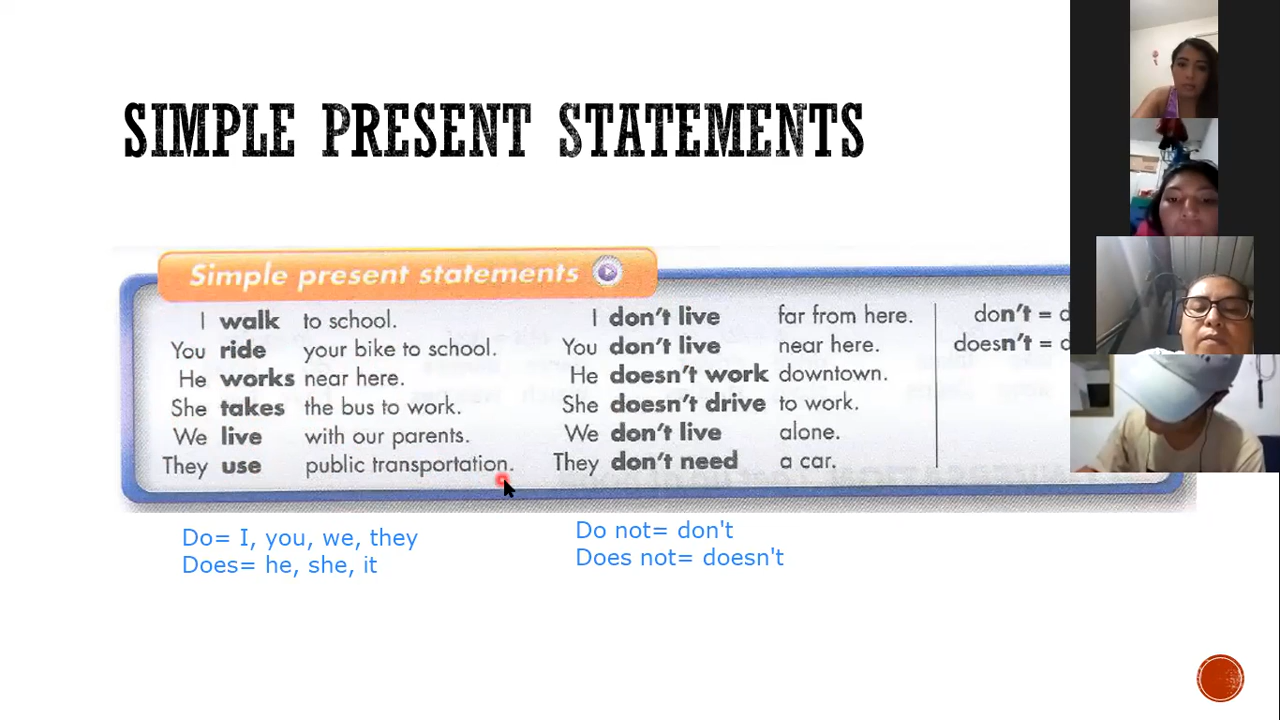 SIMPLE PRESENT STATEMENTS
Simple present statements
I walk to school. I don't live far from here. don't =
You ride your bike to school. You don't live near here. doesn't =
He works near here. He doesn't work downtown.
She takes the bus to work. She doesn't drive to work.
We live with our parents. We don't live alone.
They use public transportation. They don't need a car.
Do= I, you, we, they
Does= he, she, it
Do not= don't
Does not= doesn't